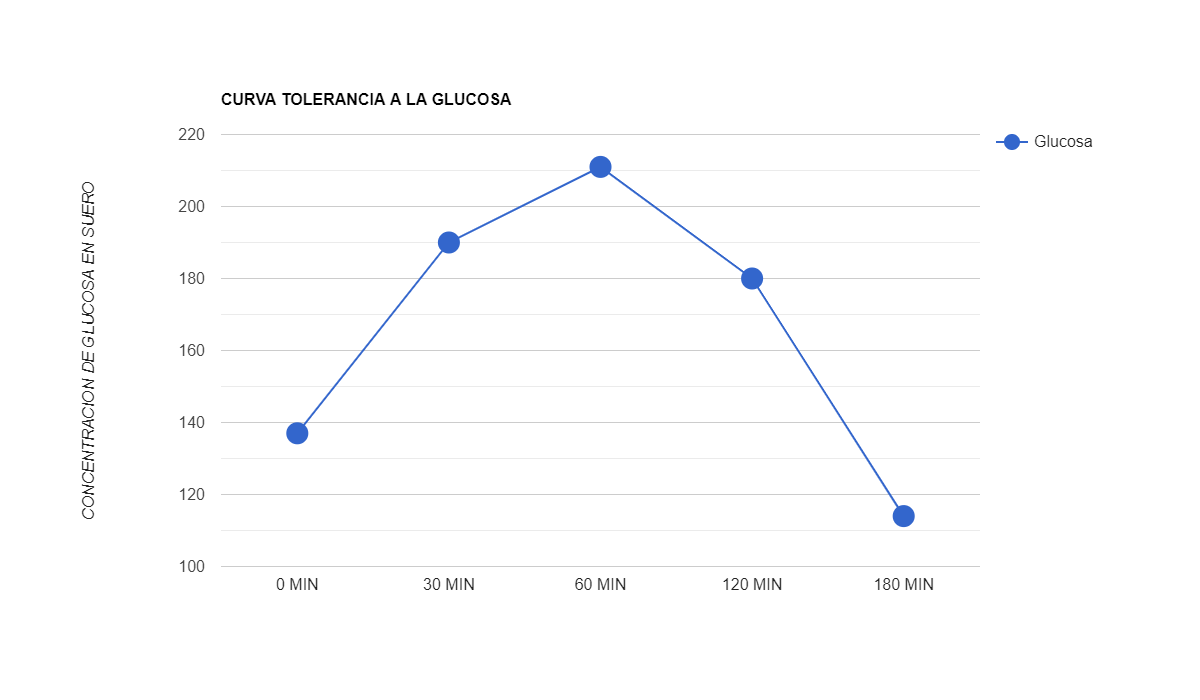 CURVA TOLERANCIA A LA GLUCOSA
Glucosa
CONCENTRACION DE GLUCOSA EN SUERO
220
200
180
160
140
120
100
0 MIN
30 MIN
60 MIN
120 MIN
180 MIN